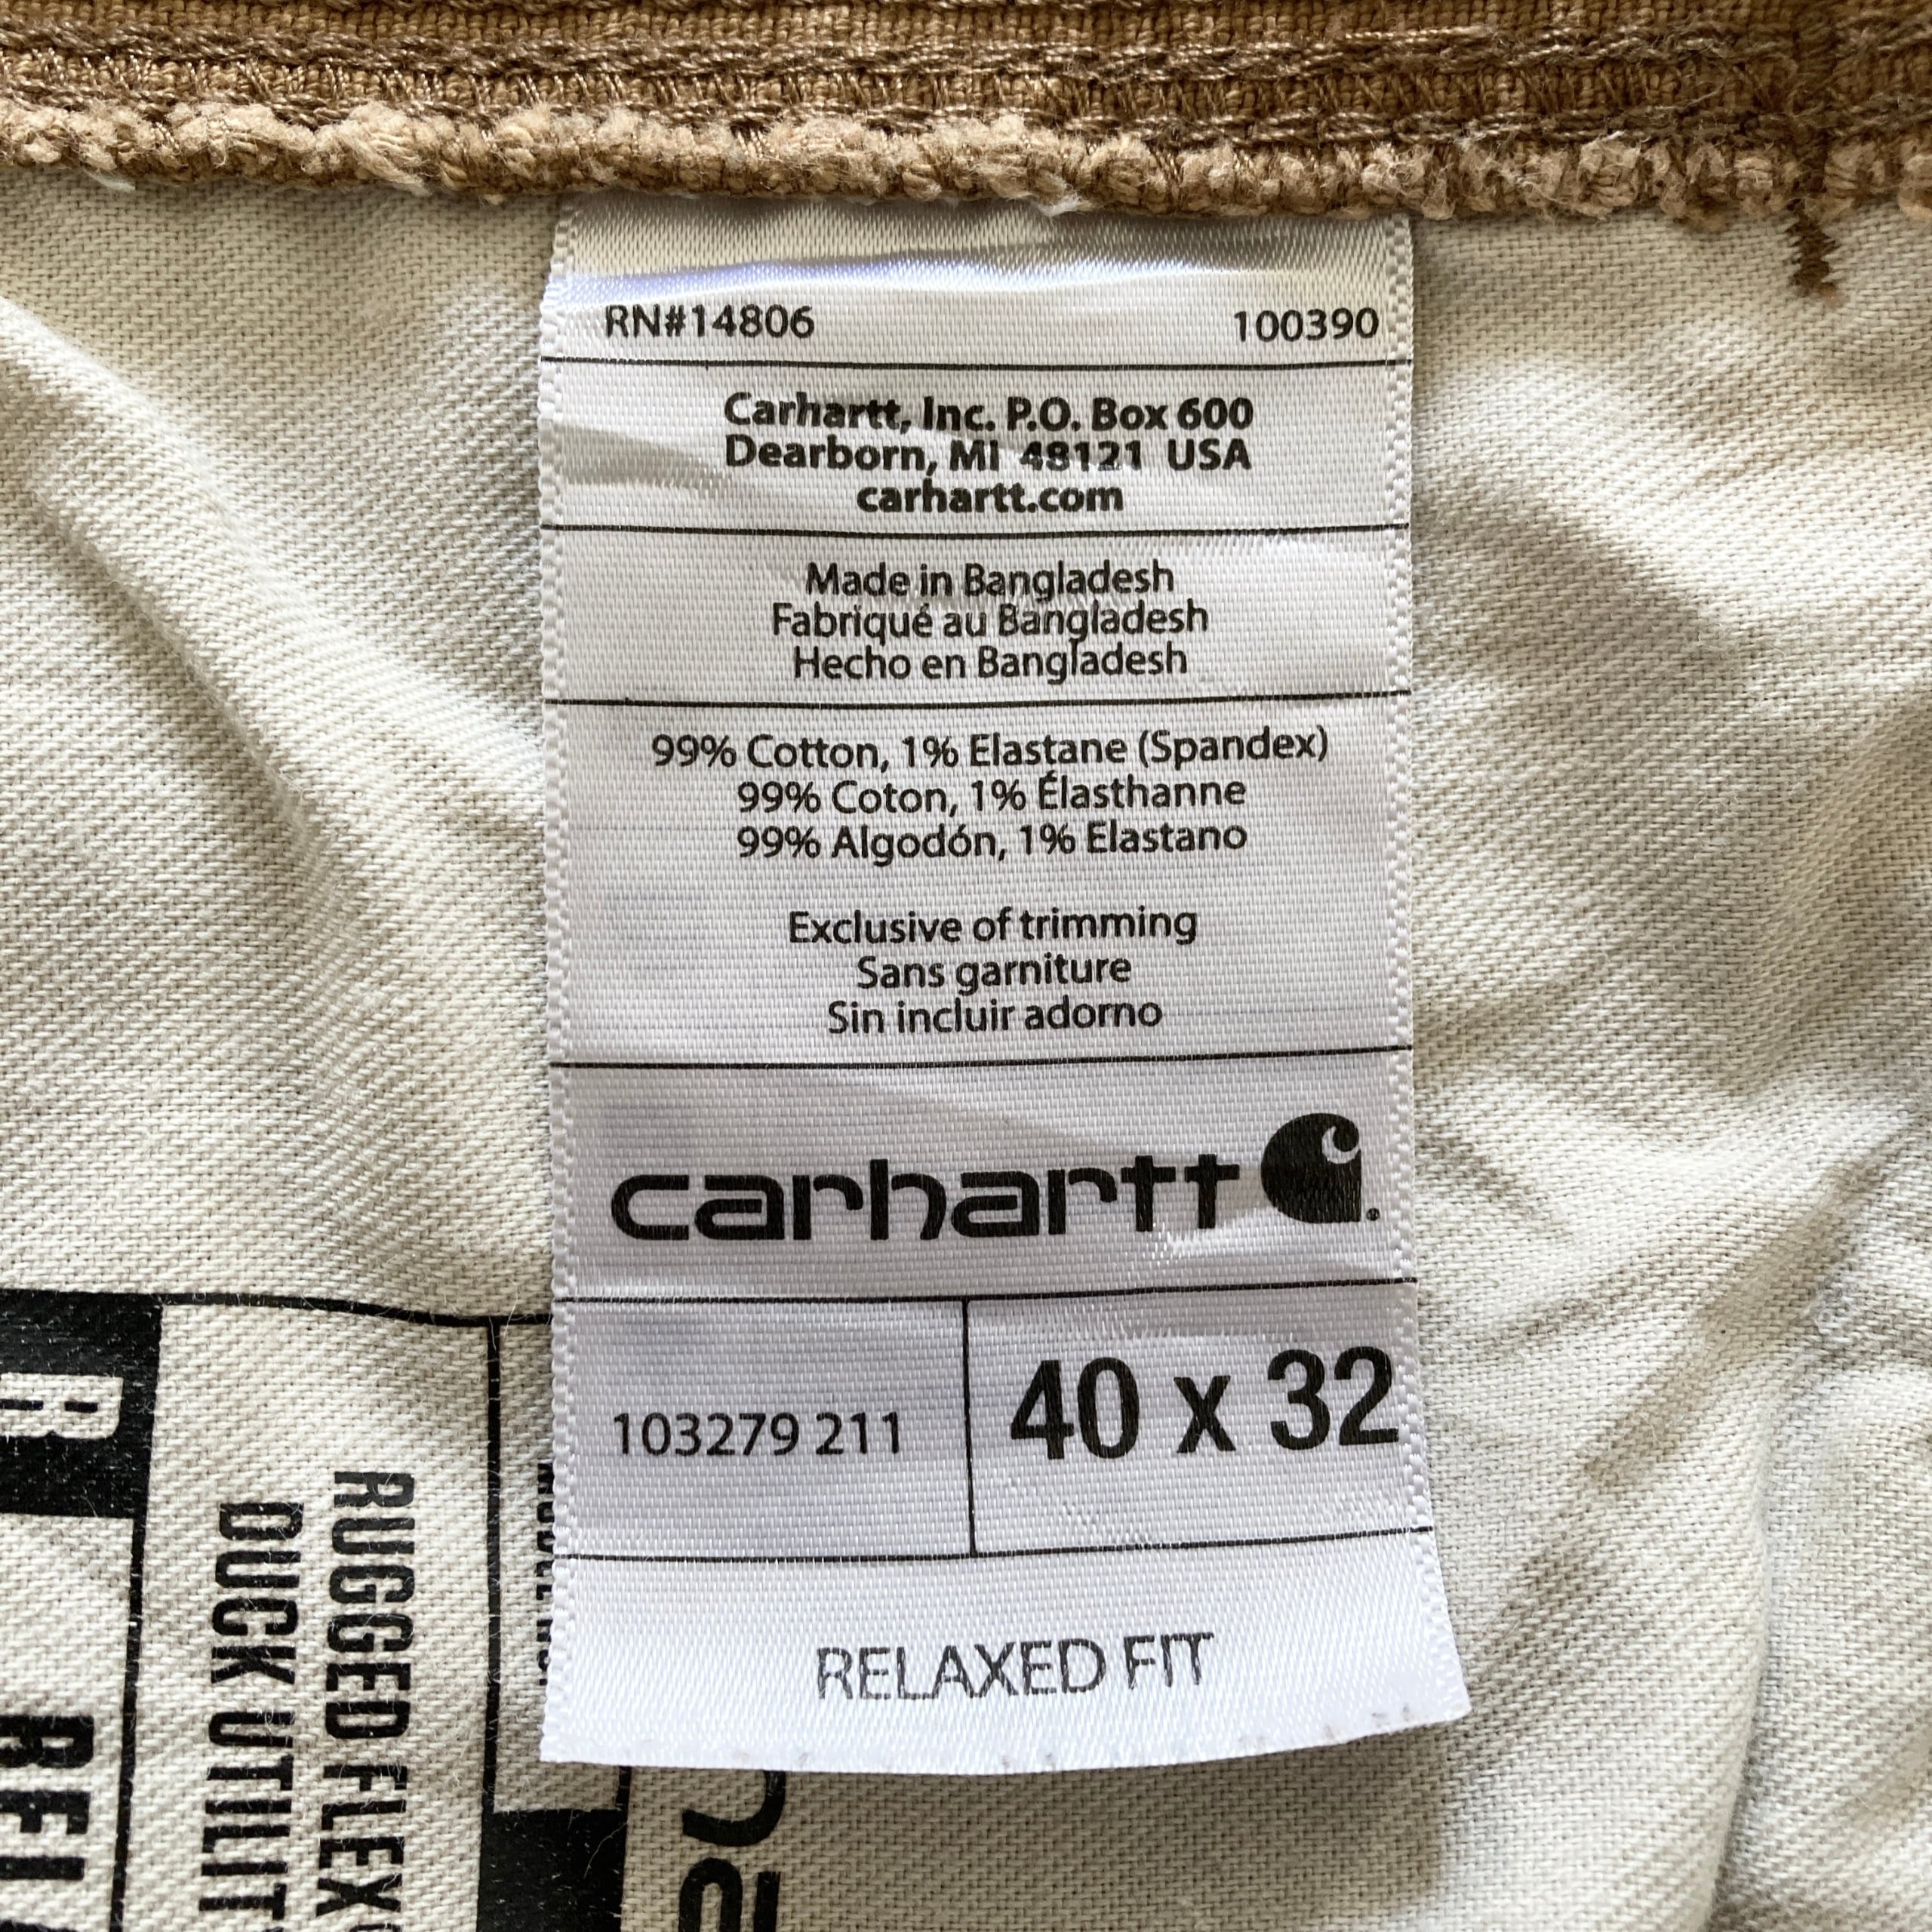 RN#14806 100390
Carhartt, Inc. P.O. Box 600
Dearborn, MI 48121 USA
carhartt.com
Made in Bangladesh
Fabriqué au Bangladesh
Hecho en Bangladesh
99% Cotton, 1% Elastane (Spandex)
99% Coton, 1% Élasthanne
99% Algodón, 1% Elastano
Exclusive of trimming
Sans garniture
Sin incluir adorno
carhartt
103279 211
40 x 32
RELAXED FIT
RUGGED FLEX
DUCK UTILIT